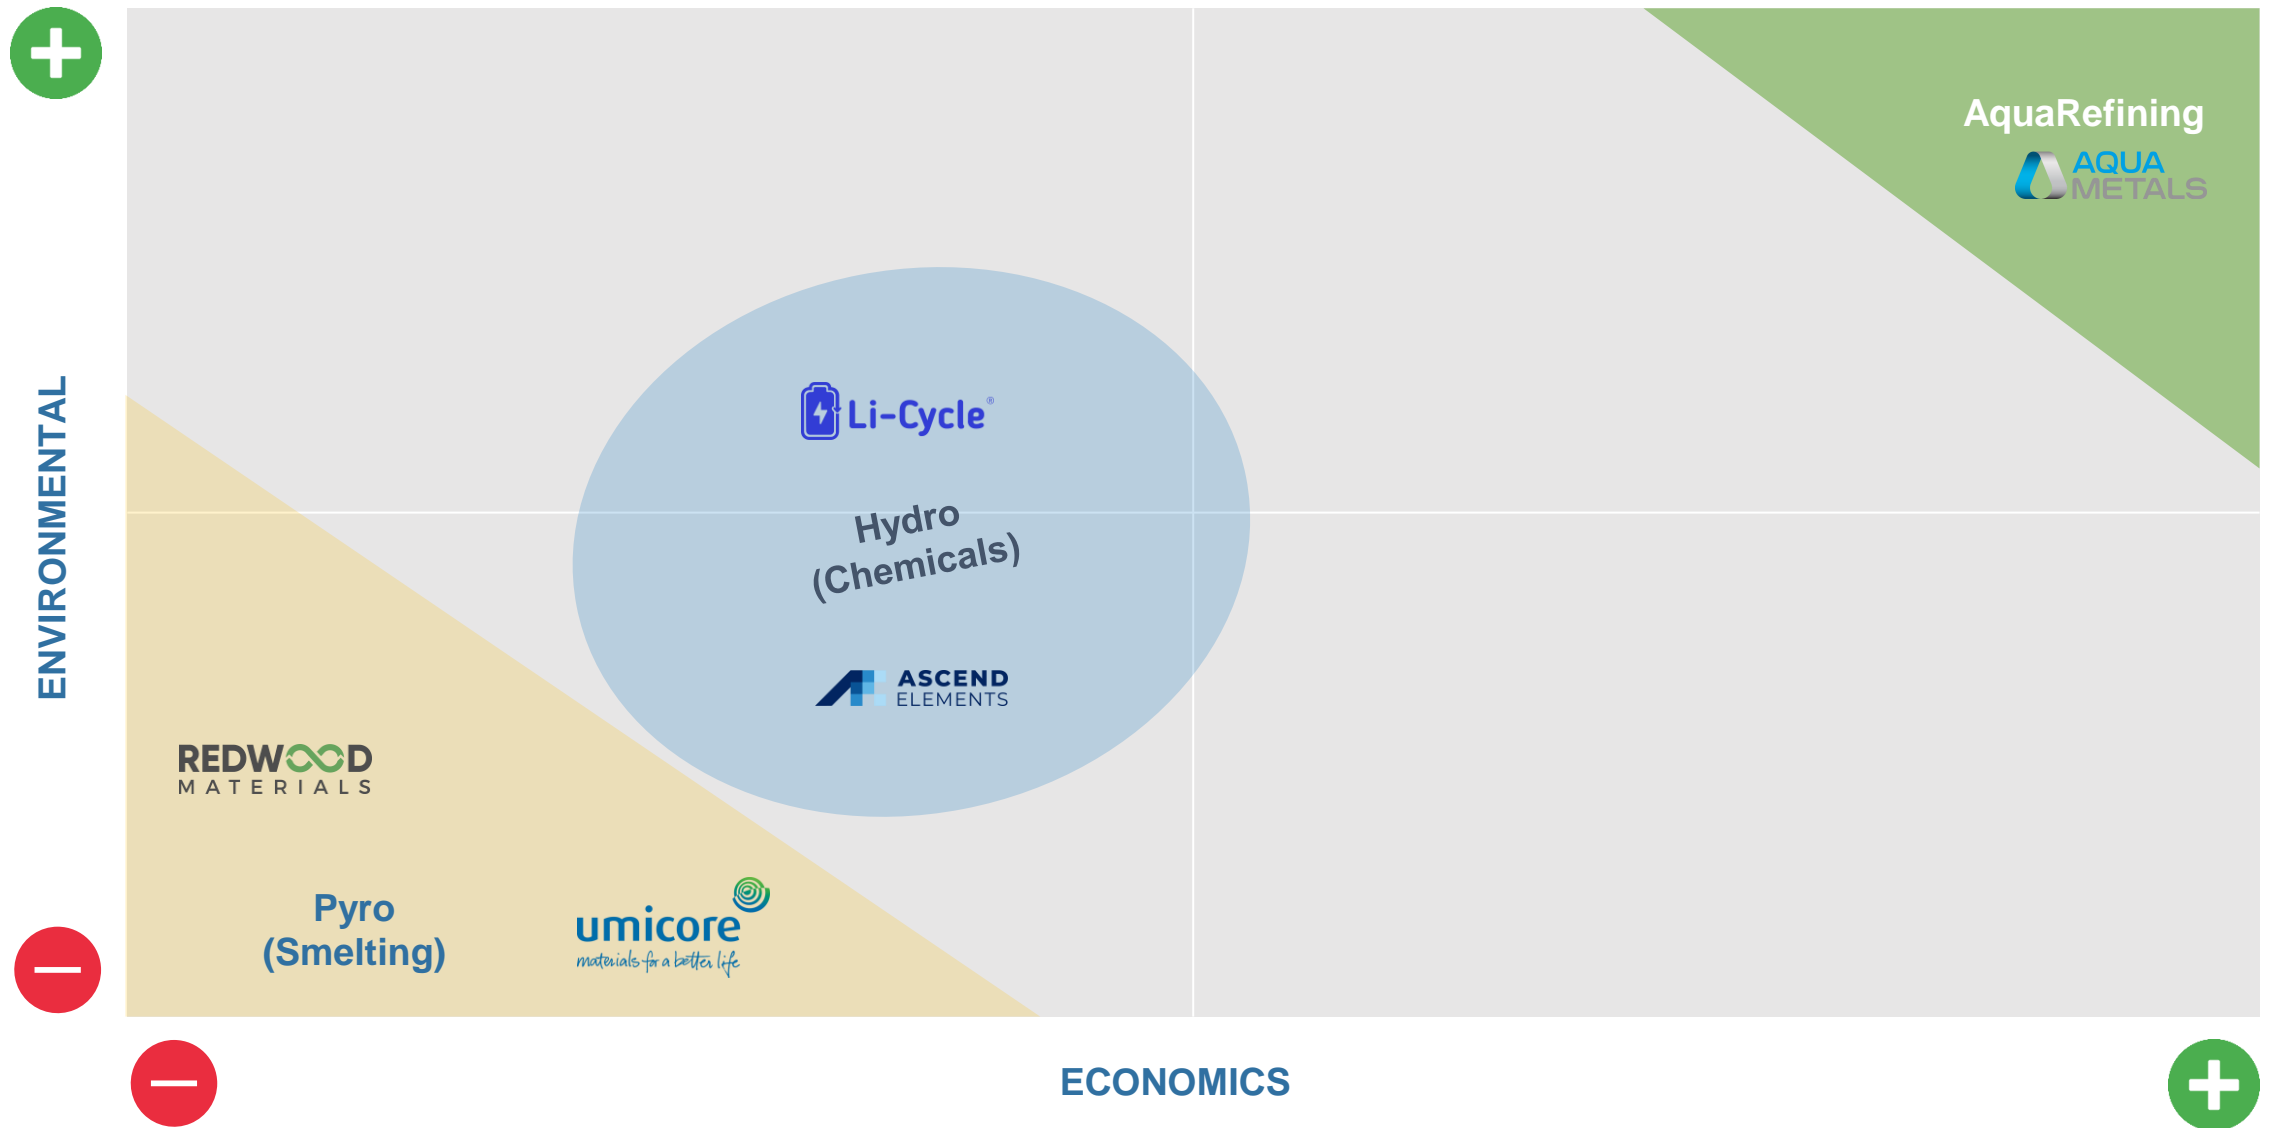 AquaRefining
AQUA
METALS
Li-Cycle®
Hydro
(Chemicals)
ASCEND
ELEMENTS
ENVIRONMENTAL
REDWOOD
MATERIALS
Pyro
(Smelting)
umicore
materials for a better life
ECONOMICS